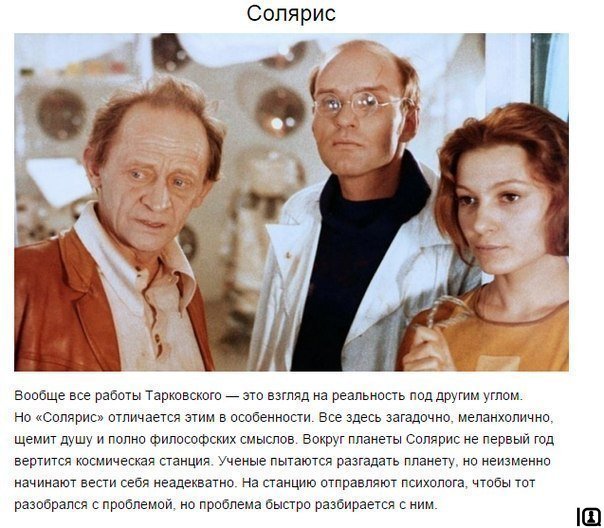 Солярис
Вообще все работы Тарковского — это взгляд на реальность под другим углом.
Но «Солярис» отличается этим в особенности. Все здесь загадочно, меланхолично,
щемит душу и полно философских смыслов. Вокруг планеты Солярис не первый год
вертится космическая станция. Ученые пытаются разгадать планету, но неизменно
начинают вести себя неадекватно. На станцию отправляют психолога, чтобы тот
разобрался с проблемой, но проблема быстро разбирается с ним.